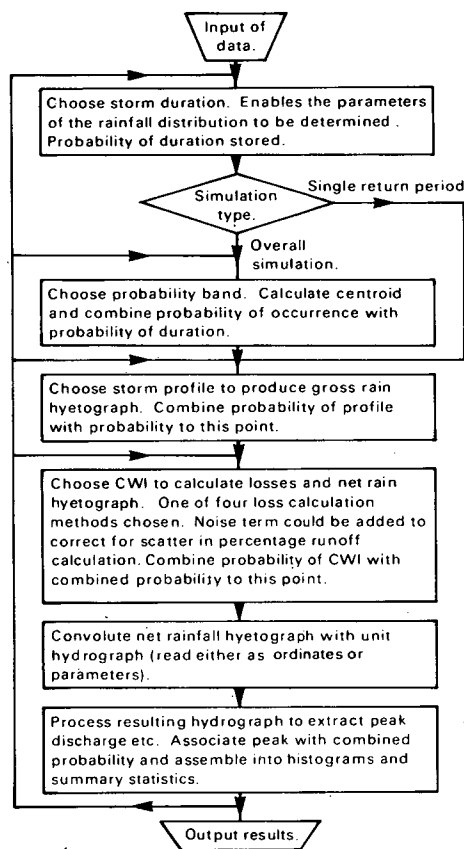 Input of
data.
Choose storm duration. Enables the parameters
of the rainfall distribution to be determined .
Probability of duration stored.
Single return period
Simulation
type.
Overall
simulation.
Choose probability band. Calculate centroid
and combine probability of occurrence with
probability of duration.
Choose storm profile to produce gross rain
hyetograph. Combine probability of profile
with probability to this point.
Choose CWI to calculate losses and net rain
hyetograph. One of four loss calculation
methods chosen. Noise term could be added to
correct for scatter in percentage runoff
calculation. Combine probability of CWI with
combined probability to this point.
Convolute net rainfall hyetograph with unit
hydrograph (read either as ordinates or
parameters).
Process resulting hydrograph to extract peak
discharge etc. Associate peak with combined
probability and assemble into histograms and
summary statistics.
Output results.